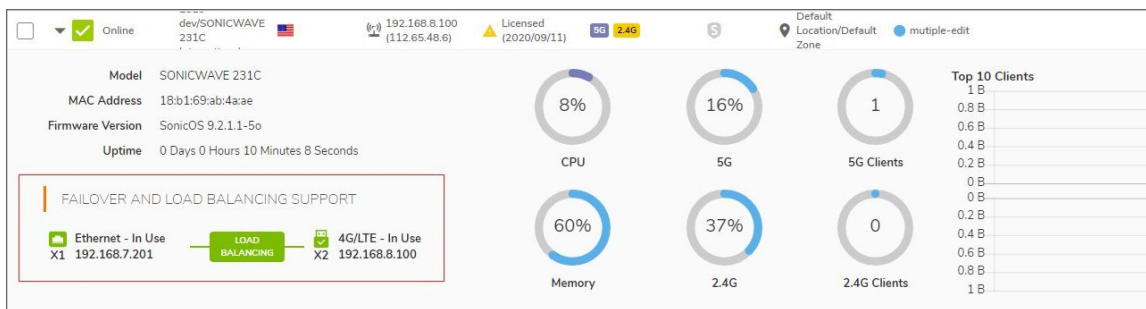 Online
dev/SONICWAVE
231C
192.168.8.100
(112.65.48.6)
Licensed
(2020/09/11)
5G 2.4G
S
Default
Location/Default
Zone
mutiple-edit
Model SONICWAVE 231C
MAC Address 18:b1:69:ab:4a:ae
Firmware Version SonicOS 9.2.1.1-5o
Uptime 0 Days 0 Hours 10 Minutes 8 Seconds
FAILOVER AND LOAD BALANCING SUPPORT
Ethernet - In Use
X1 192.168.7.201
LOAD
BALANCING
4G/LTE - In Use
X2 192.168.8.100
8%
CPU
16%
5G
1
5G Clients
60%
Memory
37%
2.4G
0
2.4G Clients
Top 10 Clients
1 B
0.8 B
0.6 B
0.4 B
0.2 B
0 B
0 B
0.2 B
0.4 B
0.6 B
0.8 B
1 B